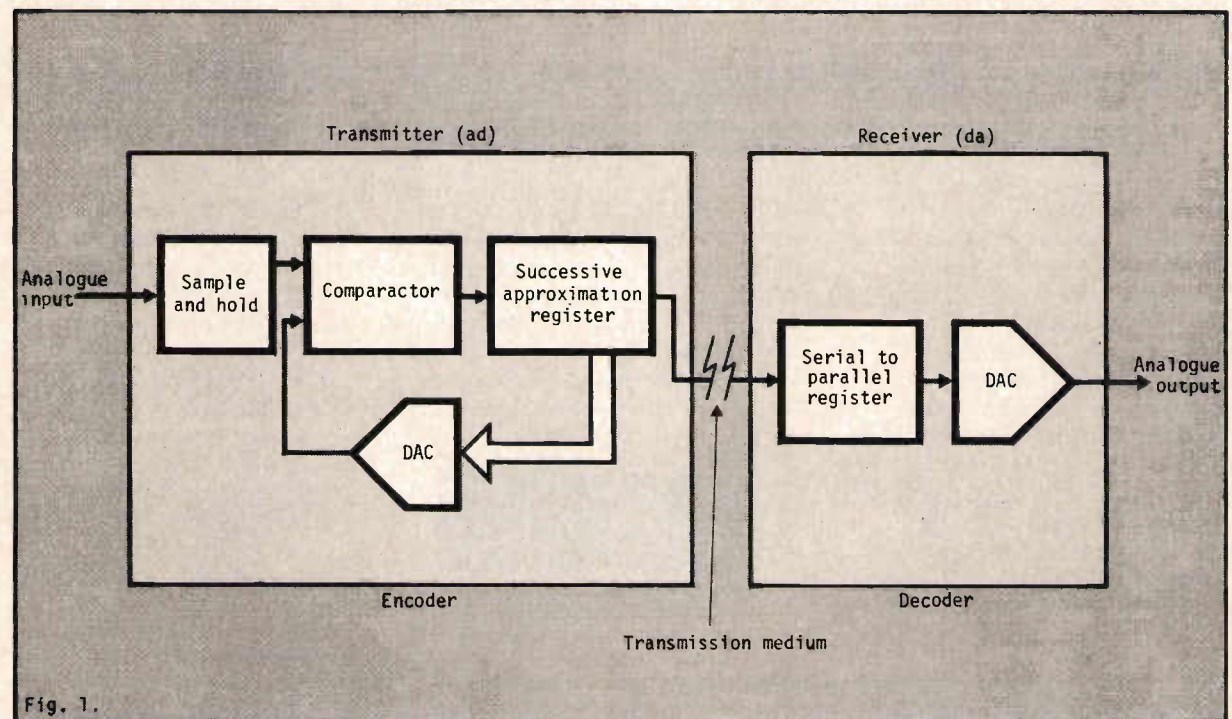 Transmitter (ad)
Receiver (da)
Analogue
input
Sample
and hold
Comparactor
Successive
approximation
register
DAC
Serial to
parallel
register
DAC
Analogue
output
Encoder
Decoder
Transmission medium
Fig. 1.